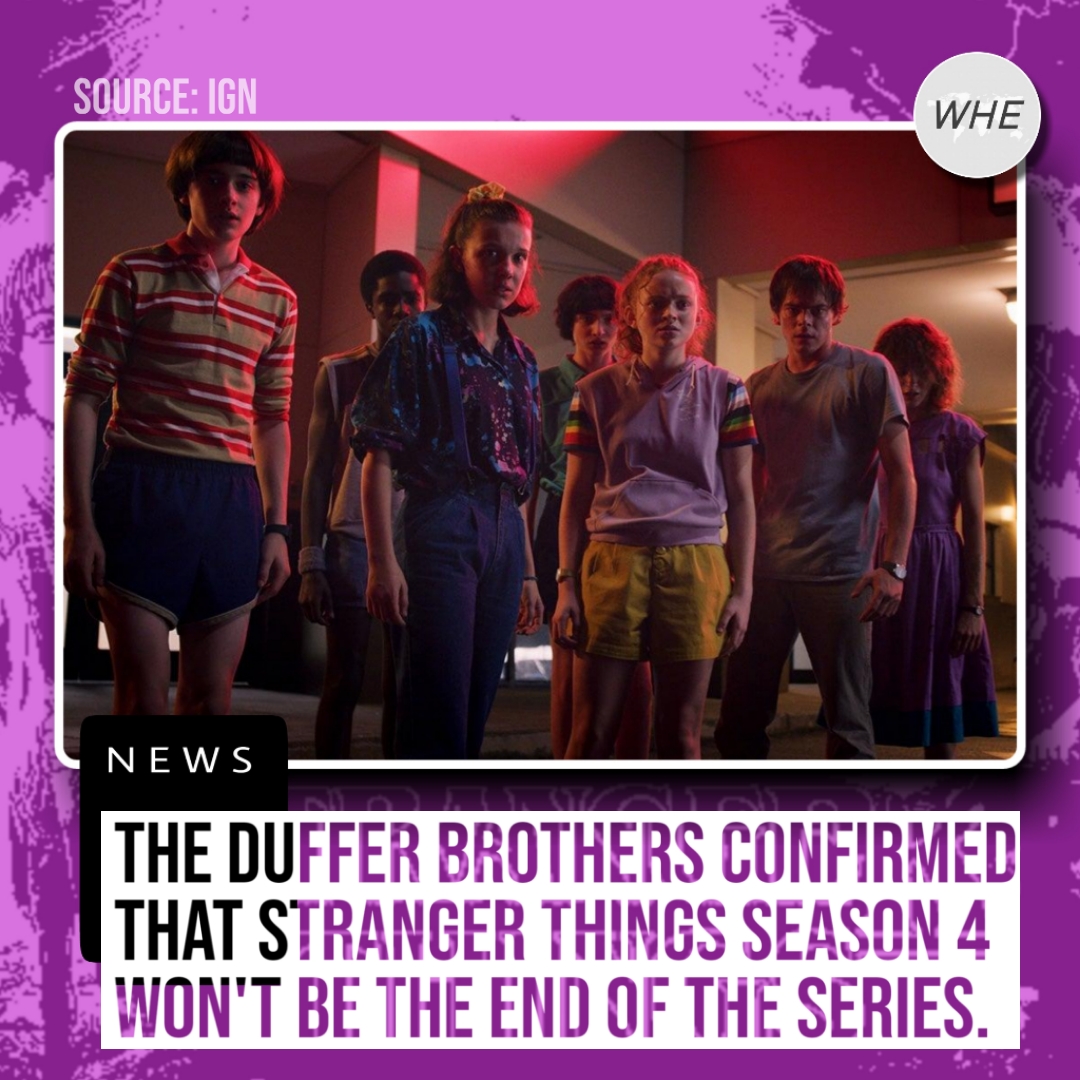 SOURCE: IGN
WHE
NEWS
THE DUFFER BROTHERS CONFIRMED
THAT STRANGER THINGS SEASON 4
WON'T BE THE END OF THE SERIES.